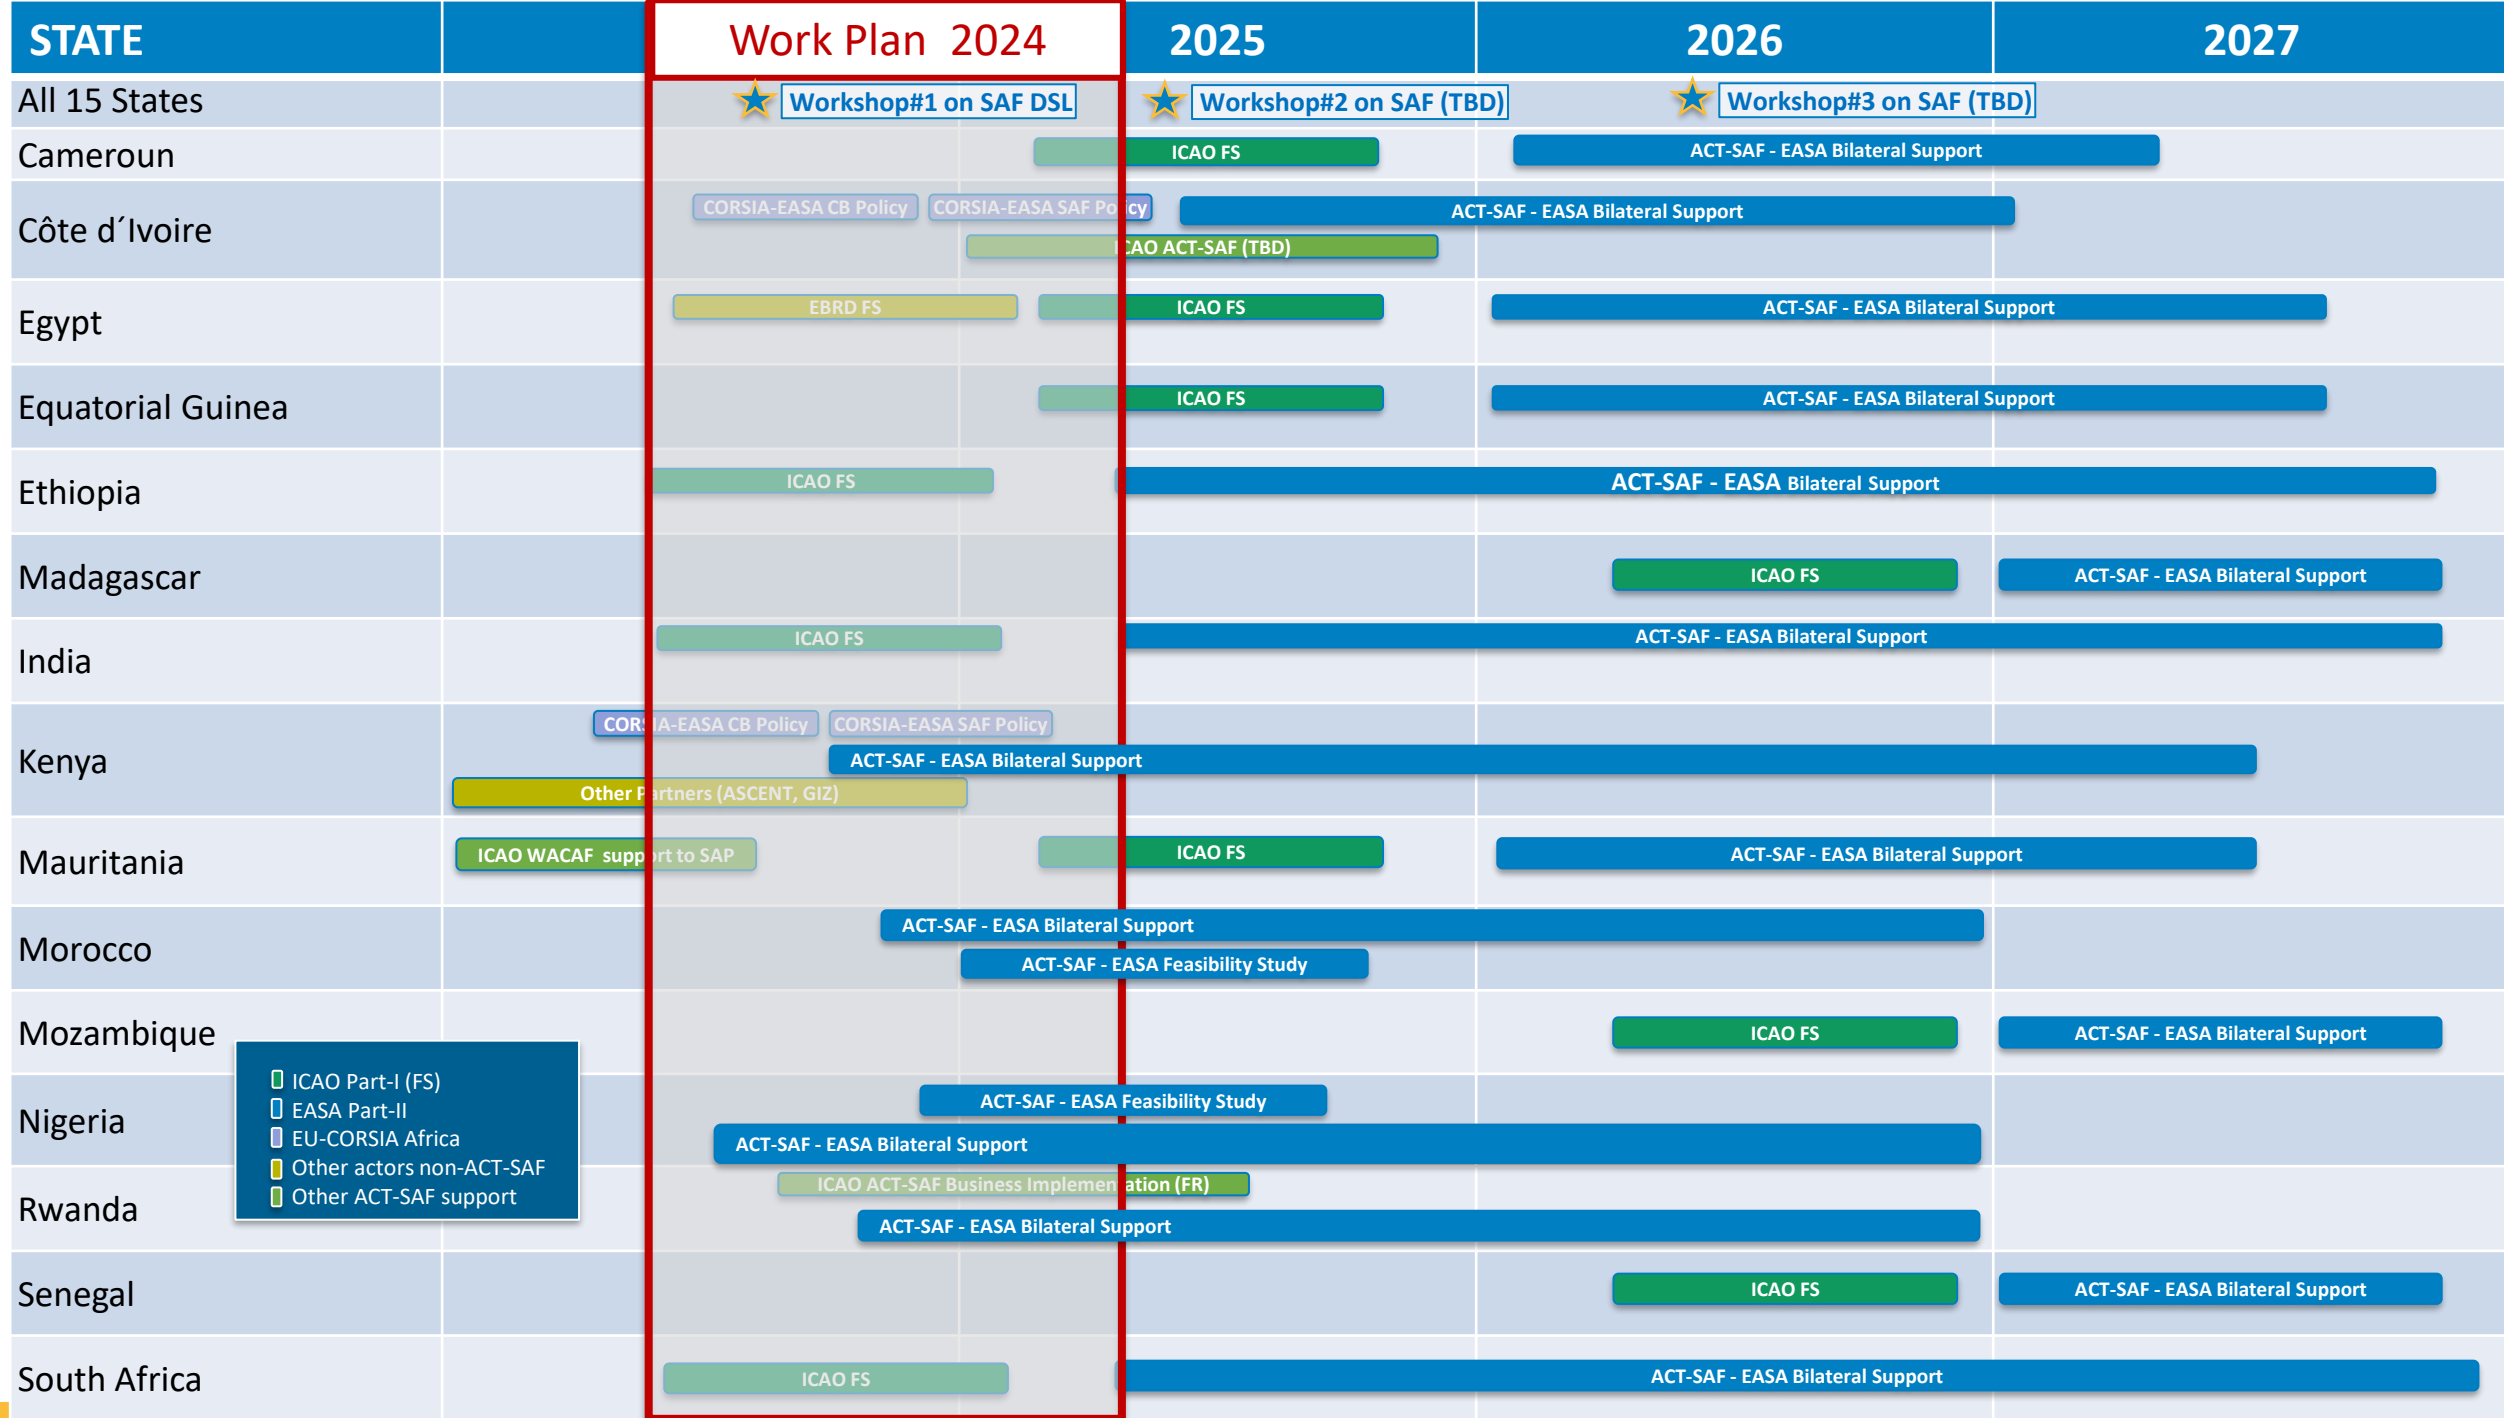 STATE Work Plan 2024 2025 2026 2027
All 15 States Workshop#1 on SAF DSL Workshop#2 on SAF (TBD) Workshop#3 on SAF (TBD)
Cameroun ICAO FS ACT-SAF - EASA Bilateral Support
CORSIA-EASA CB Policy CORSIA-EASA SAF Policy ACT-SAF - EASA Bilateral Support
Côte d´Ivoire
ICAO ACT-SAF (TBD)
Egypt EBRD FS ICAO FS ACT-SAF - EASA Bilateral Support
Equatorial Guinea ICAO FS ACT-SAF - EASA Bilateral Support
Ethiopia ICAO FS ACT-SAF - EASA Bilateral Support
Madagascar ICAO FS ACT-SAF - EASA Bilateral Support
India ICAO FS ACT-SAF - EASA Bilateral Support
CORSIA-EASA CB Policy CORSIA-EASA SAF Policy
Kenya ACT-SAF - EASA Bilateral Support
Other Partners (ASCENT, GIZ)
Mauritania ICAO WACAF support to SAP ICAO FS ACT-SAF - EASA Bilateral Support
ACT-SAF - EASA Bilateral Support
Morocco
ACT-SAF - EASA Feasibility Study
Mozambique ICAO FS ACT-SAF - EASA Bilateral Support
ACT-SAF - EASA Feasibility Study
Nigeria
ACT-SAF - EASA Bilateral Support
ICAO ACT-SAF Business Implementation (FR)
Rwanda
ACT-SAF - EASA Bilateral Support
Senegal ICAO FS ACT-SAF - EASA Bilateral Support
South Africa ICAO FS ACT-SAF - EASA Bilateral Support
ICAO Part-I (FS)
EASA Part-II
EU-CORSIA Africa
Other actors non-ACT-SAF
Other ACT-SAF support